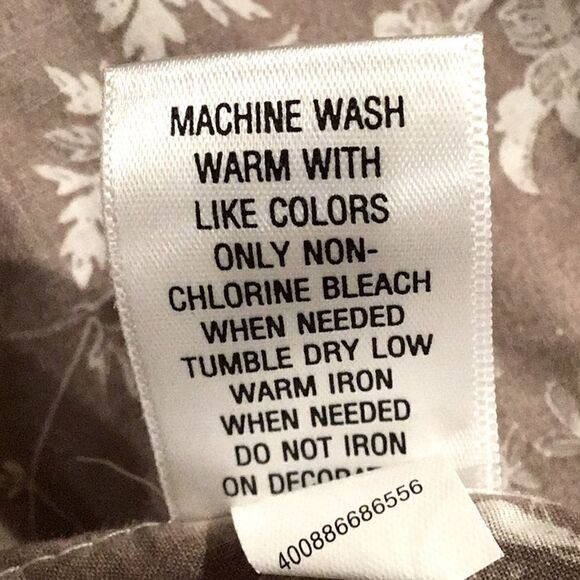 MACHINE WASH
WARM WITH
LIKE COLORS
ONLY NON-
CHLORINE BLEACH
WHEN NEEDED
TUMBLE DRY LOW
WARM IRON
WHEN NEEDED
DO NOT IRON
ON
400886686556